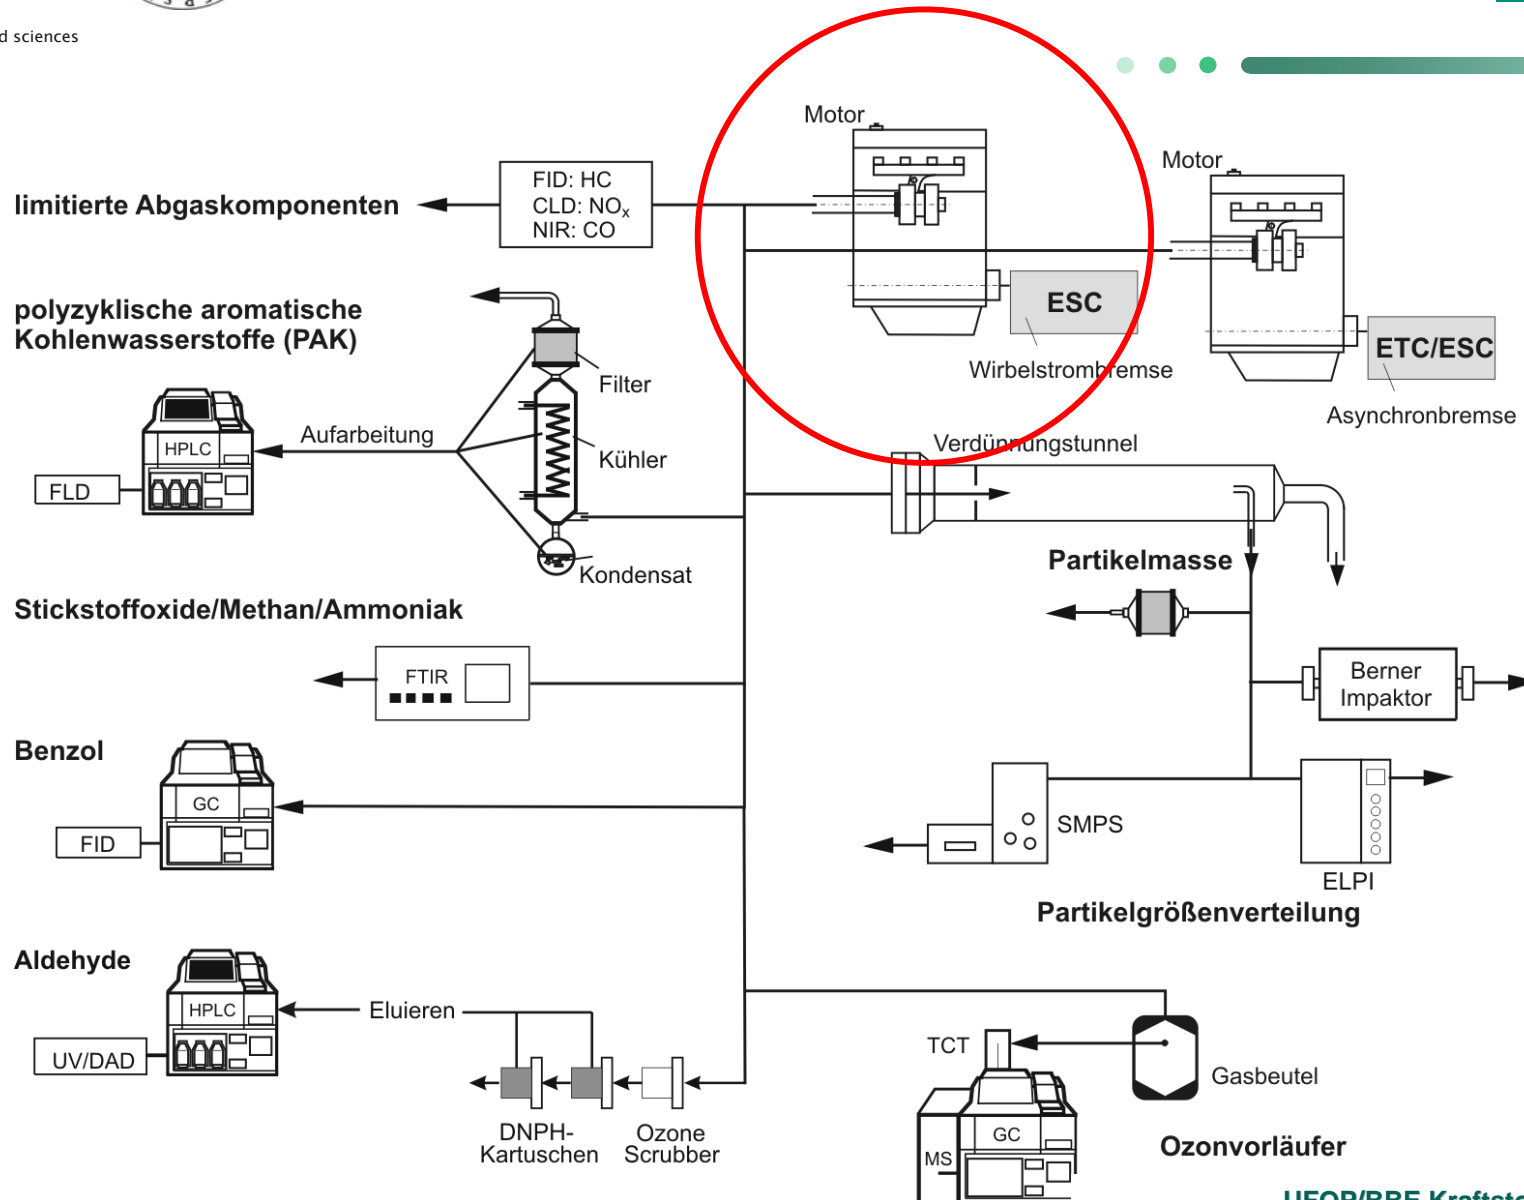 d sciences
Motor
Motor
FID: HC
CLD: NOx
NIR: CO
limitierte Abgaskomponenten
ESC
Wirbelstrombremse
ETC/ESC
Asynchronbremse
polyzyklische aromatische
Kohlenwasserstoffe (PAK)
Filter
Aufarbeitung
HPLC
Kühler
FLD
Kondensat
Verdünnungstunnel
Partikelmasse
Stickstoffoxide/Methan/Ammoniak
FTIR
Berner
Impaktor
Benzol
GC
FID
SMPS
ELPI
Partikelgrößenverteilung
Aldehyde
HPLC
Eluieren
UV/DAD
DNPH-
Kartuschen
Ozone
Scrubber
TCT
Gasbeutel
GC
MS
Ozonvorläufer